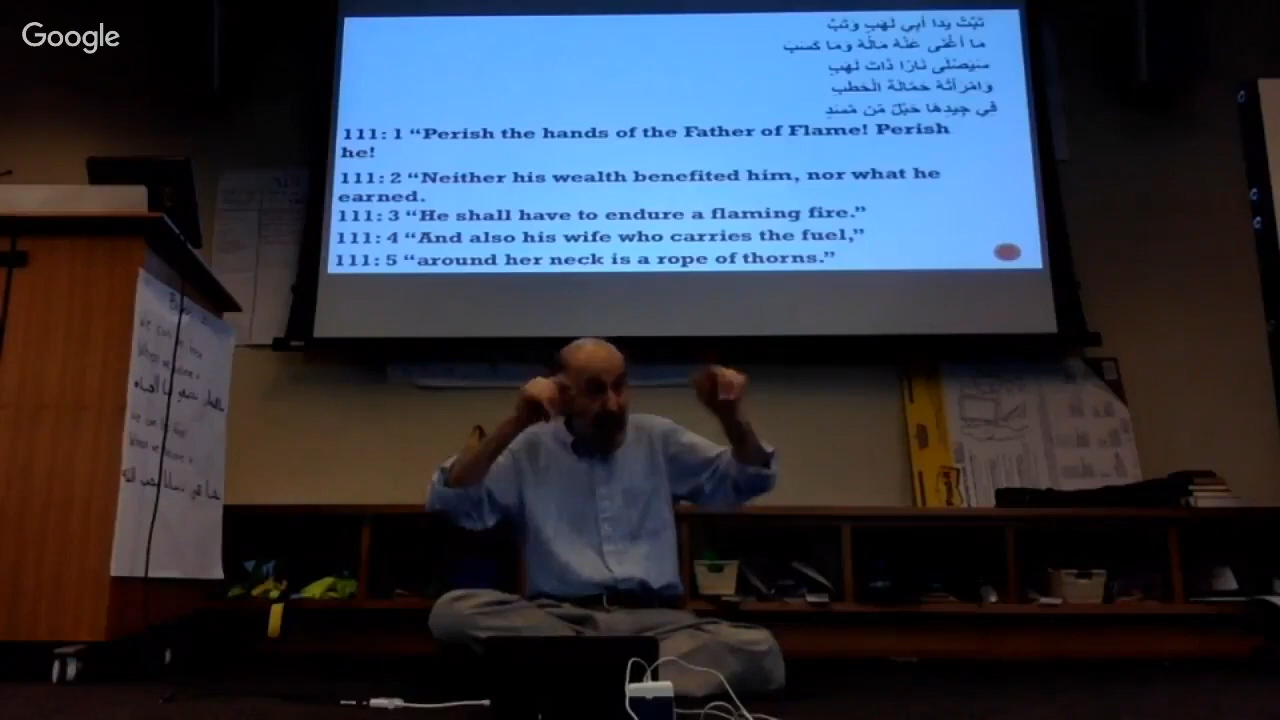 Google
تَبَّتْ يَدَا أَبِي لَهَبٍ وَتَبَّ
مَا أَغْنَى عَنْهُ مَالُهُ وَمَا كَسَبَ
سَيَصْلَى نَارًا ذَاتَ لَهَبٍ
وَامْرَأَتُهُ حَمَّالَةَ الْحَطَبِ
فِي جِيدِهَا حَبْلٌ مِّن مَّسَدٍ
111: 1 “Perish the hands of the Father of Flame! Perish
he!
111: 2 “Neither his wealth benefited him, nor what he
earned.
111: 3 “He shall have to endure a flaming fire.”
111: 4 “And also his wife who carries the fuel,”
111: 5 “around her neck is a rope of thorns.”